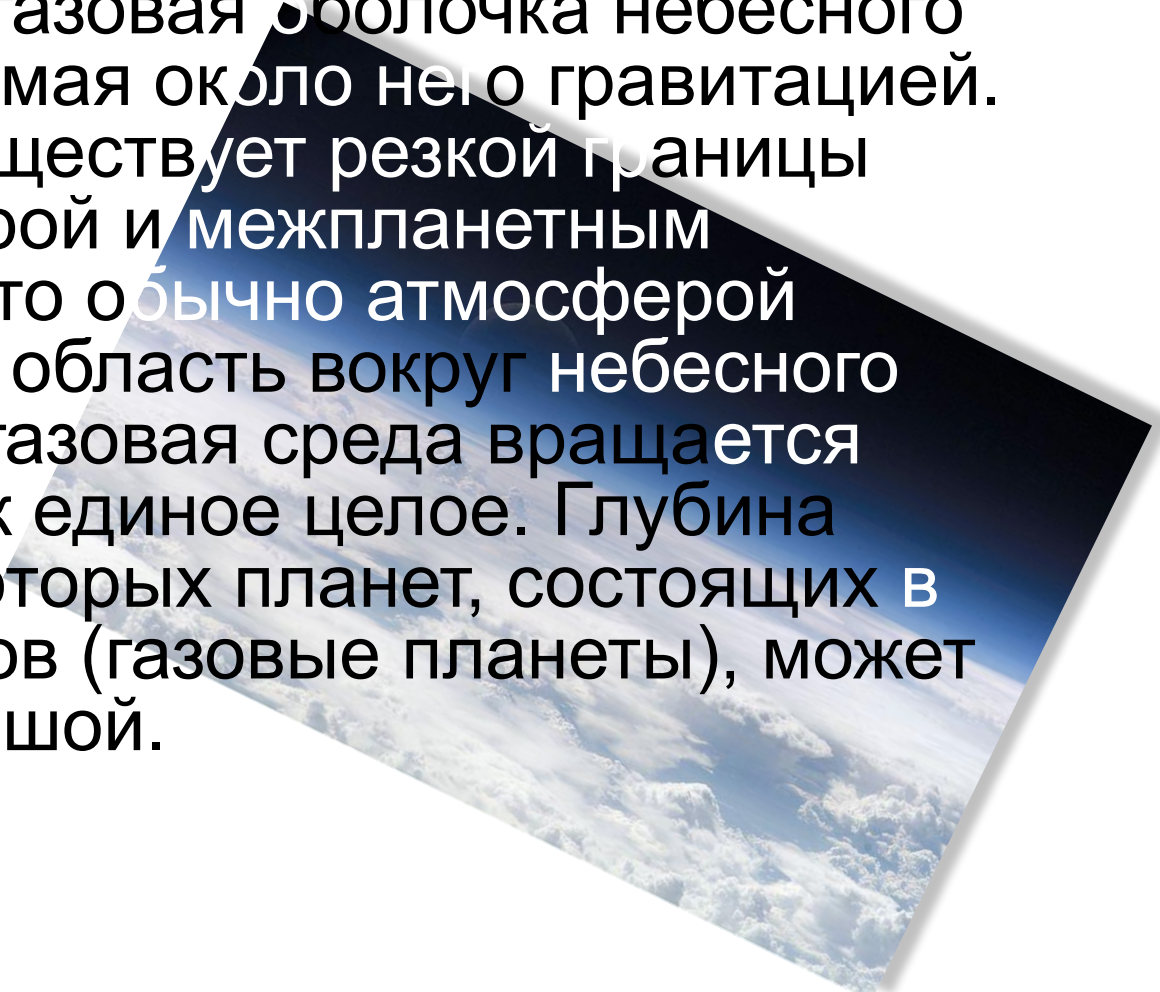 газовая оболочка небесного
мая около него гравитацией.
ществует резкой границы
рой и межпланетным
то обычно атмосферой
область вокруг небесного
газовая среда вращается
к единое целое. Глубина
оторых планет, состоящих в
ов (газовые планеты), может
шой.